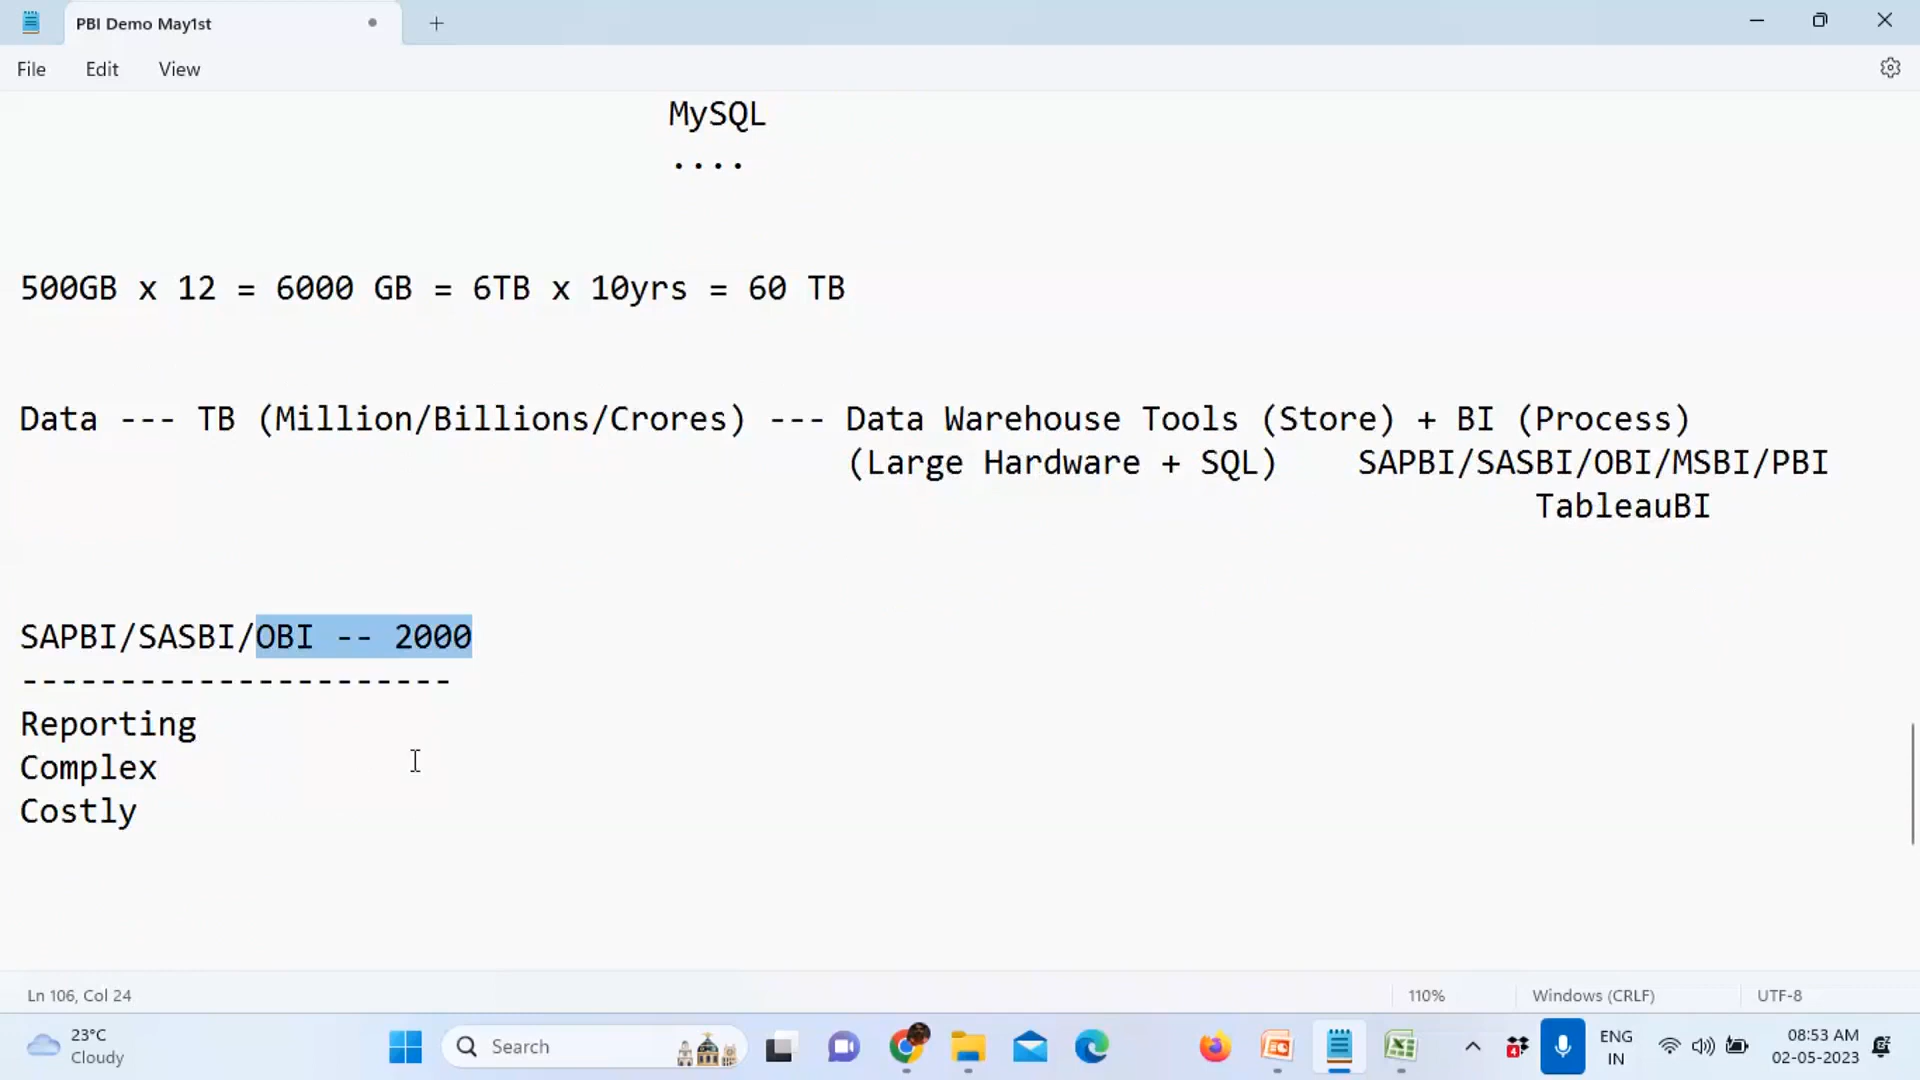 PBI Demo May1st
File Edit View
MySQL
....
500GB x 12 = 6000 GB = 6TB x 10yrs = 60 TB
Data --- TB (Million/Billions/Crores) --- Data Warehouse Tools (Store) + BI (Process)
(Large Hardware + SQL) SAPBI/SASBI/OBI/MSBI/PBI
TableauBI
SAPBI/SASBI/OBI -- 2000
----------------------
Reporting
Complex
Costly
Ln 106, Col 24 110% Windows (CRLF) UTF-8
23°C
Cloudy
Search
4
ENG
IN
08:53 AM
02-05-2023